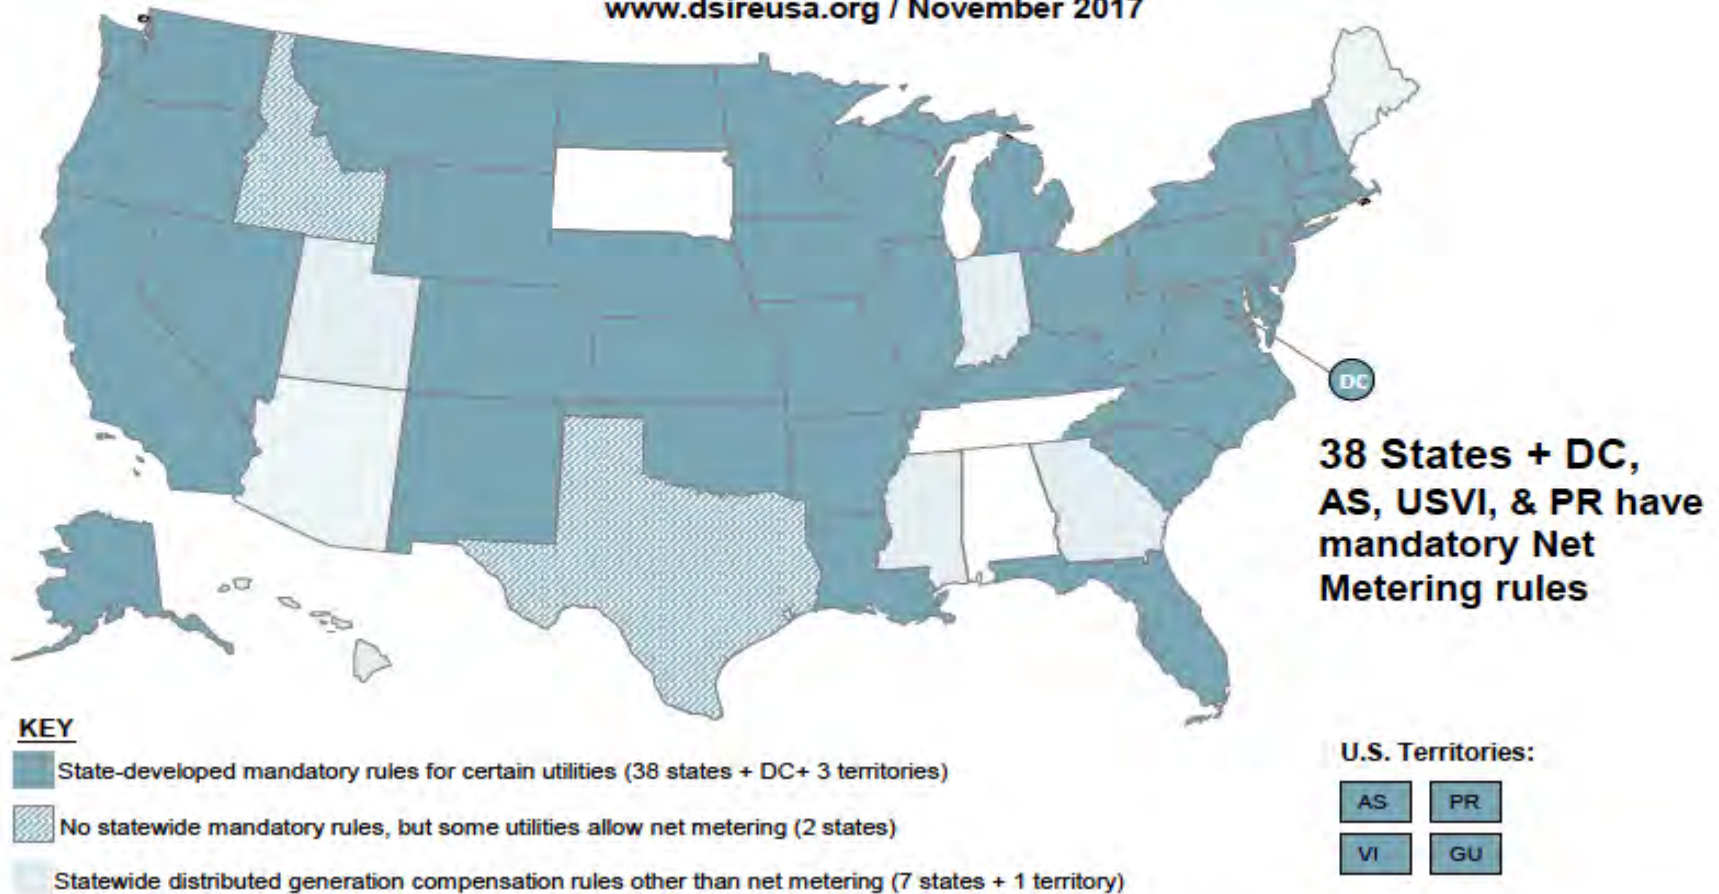 www.dsireusa.org / November 2017
DC
38 States + DC,
AS, USVI, & PR have
mandatory Net
Metering rules
KEY
State-developed mandatory rules for certain utilities (38 states + DC+ 3 territories)
No statewide mandatory rules, but some utilities allow net metering (2 states)
Statewide distributed generation compensation rules other than net metering (7 states + 1 territory)
U.S. Territories:
AS PR
VI GU